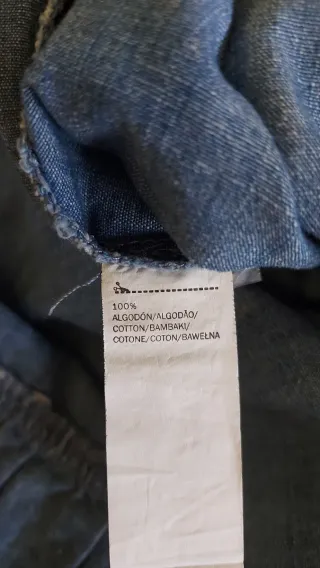 100%
ALGODÓN/ALGODÃO/
COTTON/BAMBAKI/
COTONE/COTON/BAWEŁNA